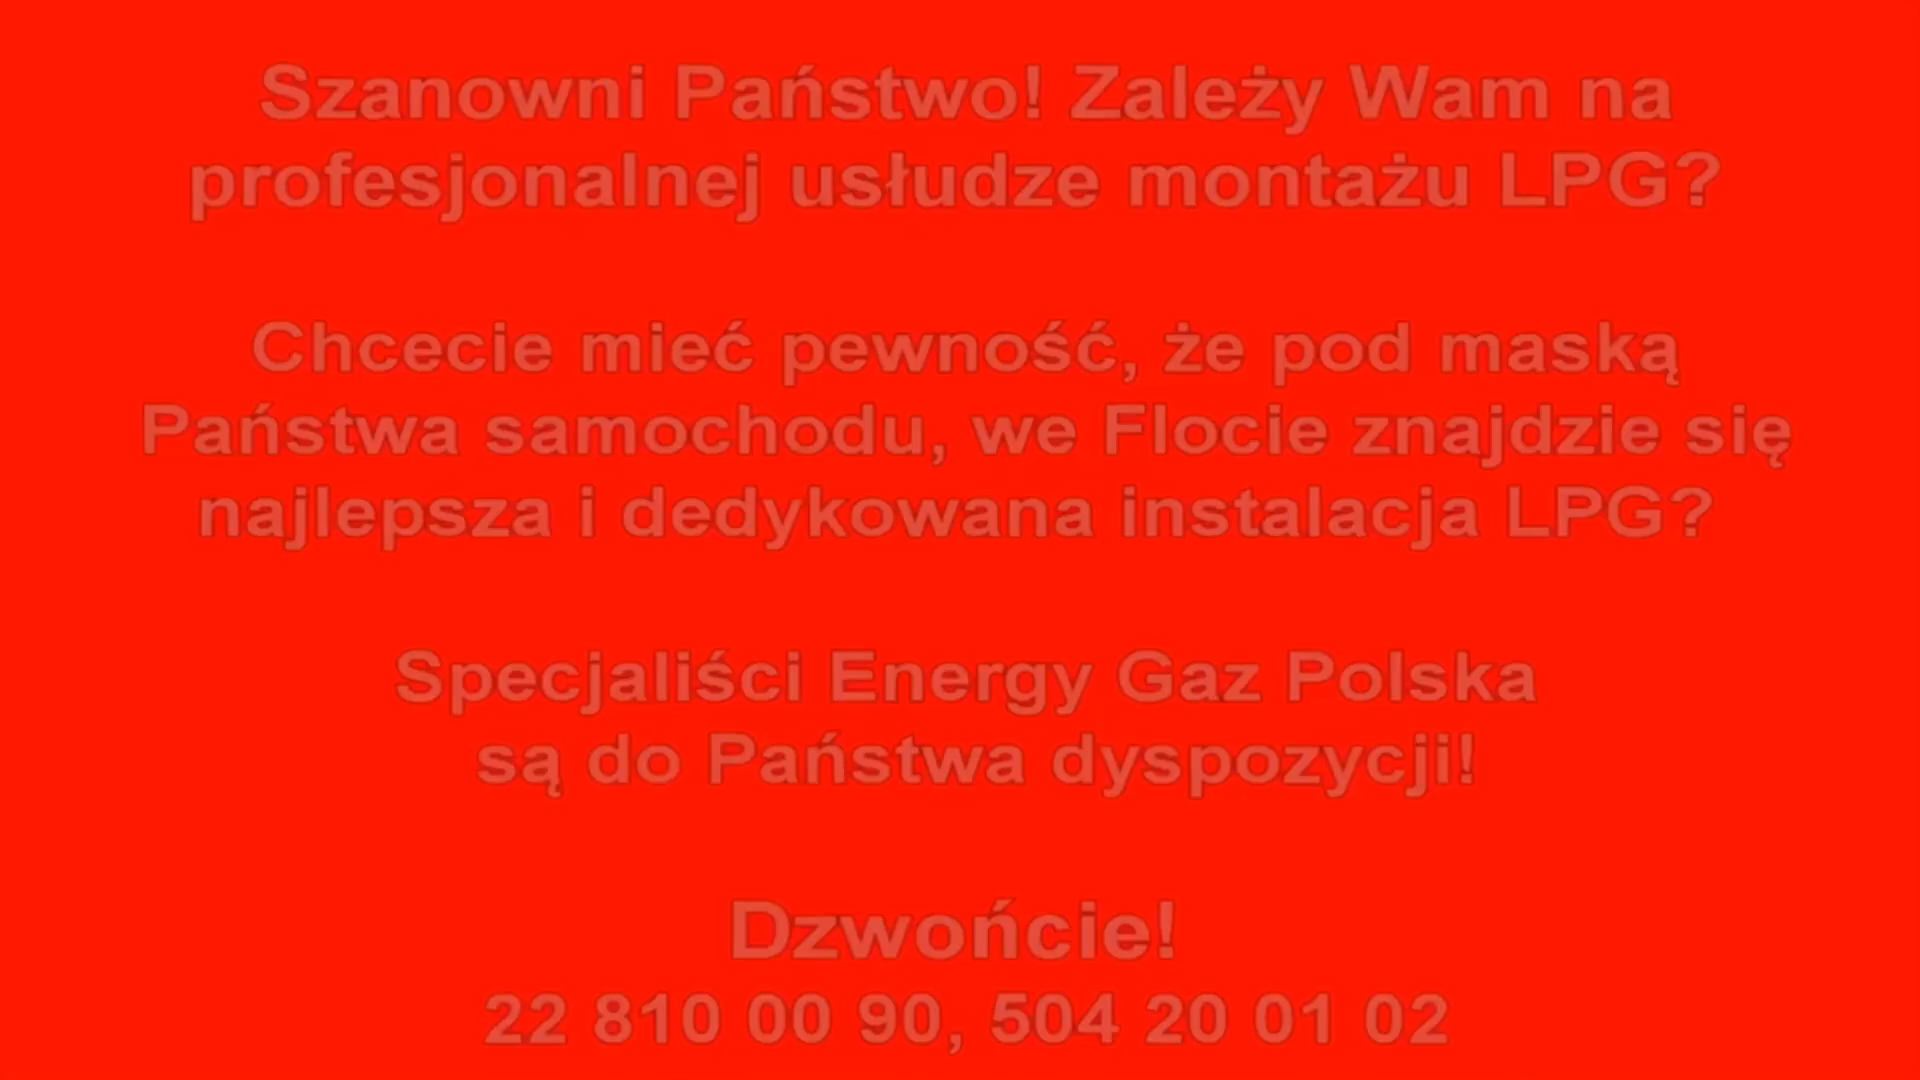 Szanowni Państwo! Zależy Wam na
profesjonalnej usłudze montażu LPG?
Chcecie mieć pewność, że pod maską
Państwa samochodu, we Flocie znajdzie się
najlepsza i dedykowana instalacja LPG?
Specjaliści Energy Gaz Polska
są do Państwa dyspozycji!
Dzwońcie!
22 810 00 90, 504 20 01 02